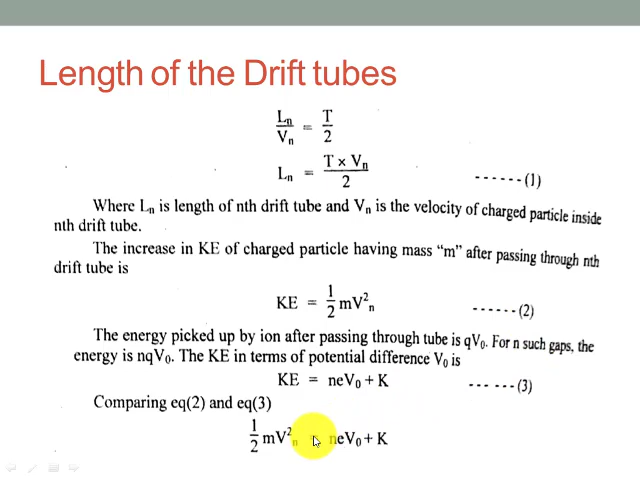 Length of the Drift tubes
Lₙ/Vₙ = T/2
Lₙ = T × Vₙ/2 ------(1)
Where Lₙ is length of nth drift tube and Vₙ is the velocity of charged particle inside
nth drift tube.
The increase in KE of charged particle having mass "m" after passing through nth
drift tube is
KE = 1/2 mV²ₙ ------(2)
The energy picked up by ion after passing through tube is qV₀. For n such gaps, the
energy is nqV₀. The KE in terms of potential difference V₀ is
KE = neV₀ + K ------(3)
Comparing eq(2) and eq(3)
1/2 mV²ₙ = neV₀ + K